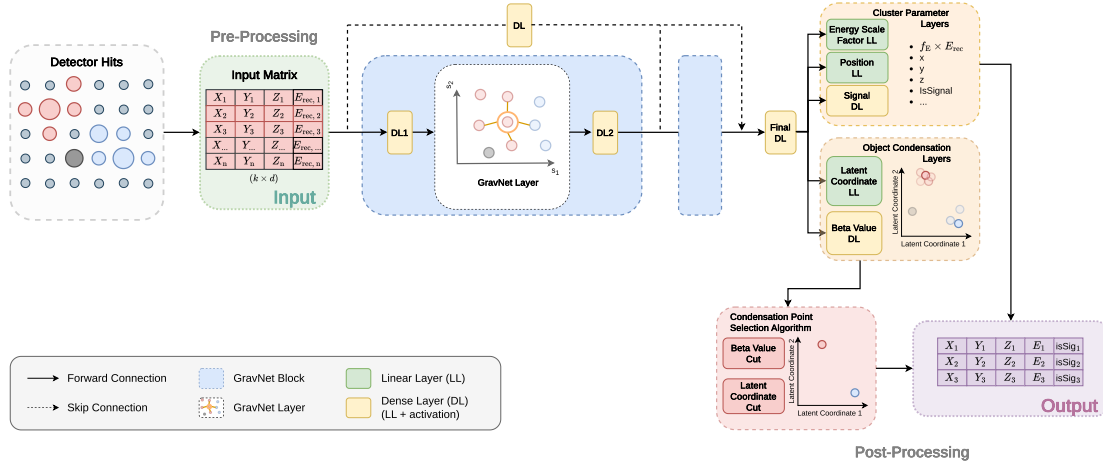 Pre-Processing
Detector Hits
Input Matrix
X1 Y1 Z1 Erec, 1
X2 Y2 Z2 Erec, 2
X3 Y3 Z3 Erec, 3
X... Y... Z... Erec, ...
Xn Yn Zn Erec, n
(k × d)
Input
DL
DL1
S2
S1
GravNet Layer
DL2
Final
DL
Cluster Parameter
Layers
Energy Scale
Factor LL
Position
LL
Signal
DL
• fE × Erec
• x
• y
• z
• IsSignal
• ...
Object Condensation
Layers
Latent
Coordinate
LL
Beta Value
DL
Latent Coordinate 2
Latent Coordinate 1
Condensation Point
Selection Algorithm
Beta Value
Cut
Latent
Coordinate
Cut
Latent Coordinate 2
Latent Coordinate 1
X1 Y1 Z1 E1 isSig1
X2 Y2 Z2 E2 isSig2
X3 Y3 Z3 E3 isSig3
Output
Post-Processing
Forward Connection
Skip Connection
GravNet Block
GravNet Layer
Linear Layer (LL)
Dense Layer (DL)
(LL + activation)